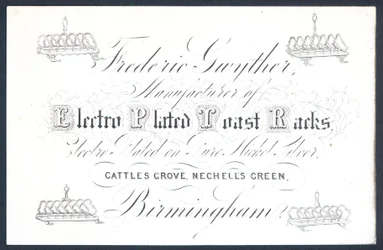 Frederic Gwyther,
Manufacturer of
Electro Plated Toast Racks,
Electro Plated on Pure Nickel Silver,
CATTLES GROVE, NECHELLS GREEN,
Birmingham.